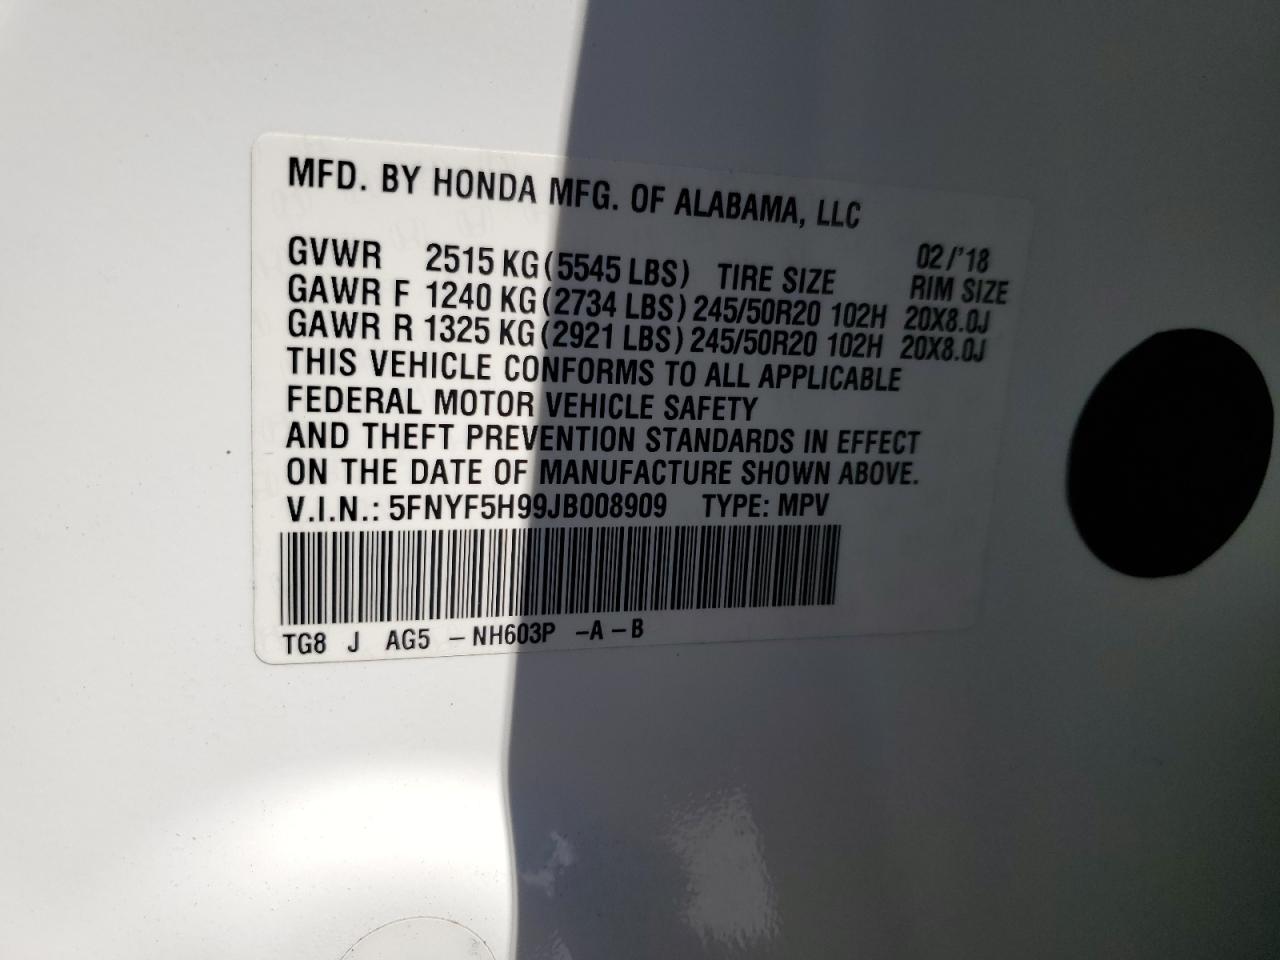 MFD. BY HONDA MFG. OF ALABAMA, LLC
02/'18
GVWR 2515 KG (5545 LBS) TIRE SIZE RIM SIZE
GAWR F 1240 KG (2734 LBS) 245/50R20 102H 20X8.0J
GAWR R 1325 KG (2921 LBS) 245/50R20 102H 20X8.0J
THIS VEHICLE CONFORMS TO ALL APPLICABLE
FEDERAL MOTOR VEHICLE SAFETY
AND THEFT PREVENTION STANDARDS IN EFFECT
ON THE DATE OF MANUFACTURE SHOWN ABOVE.
V.I.N.: 5FNYF5H99JB008909 TYPE: MPV
TG8 J AG5 -NH603P -A-B